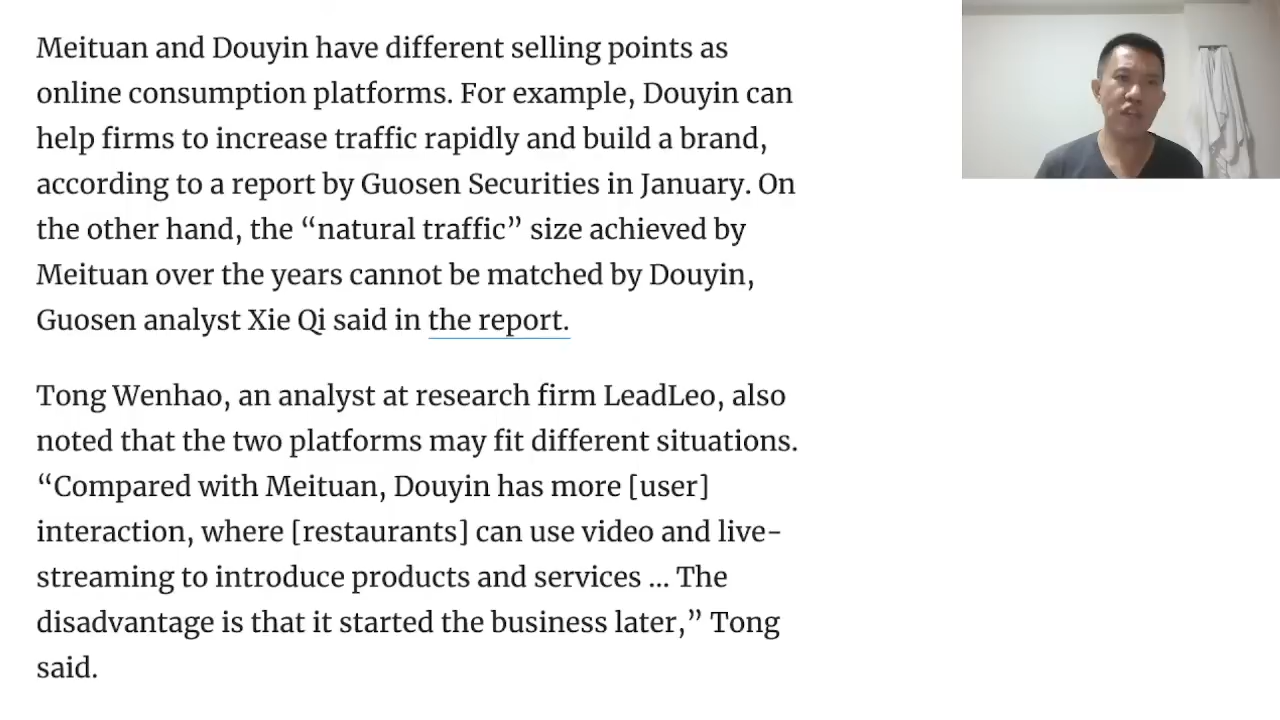 Meituan and Douyin have different selling points as
online consumption platforms. For example, Douyin can
help firms to increase traffic rapidly and build a brand,
according to a report by Guosen Securities in January. On
the other hand, the “natural traffic” size achieved by
Meituan over the years cannot be matched by Douyin,
Guosen analyst Xie Qi said in the report.
Tong Wenhao, an analyst at research firm LeadLeo, also
noted that the two platforms may fit different situations.
“Compared with Meituan, Douyin has more [user]
interaction, where [restaurants] can use video and live-
streaming to introduce products and services ... The
disadvantage is that it started the business later,” Tong
said.